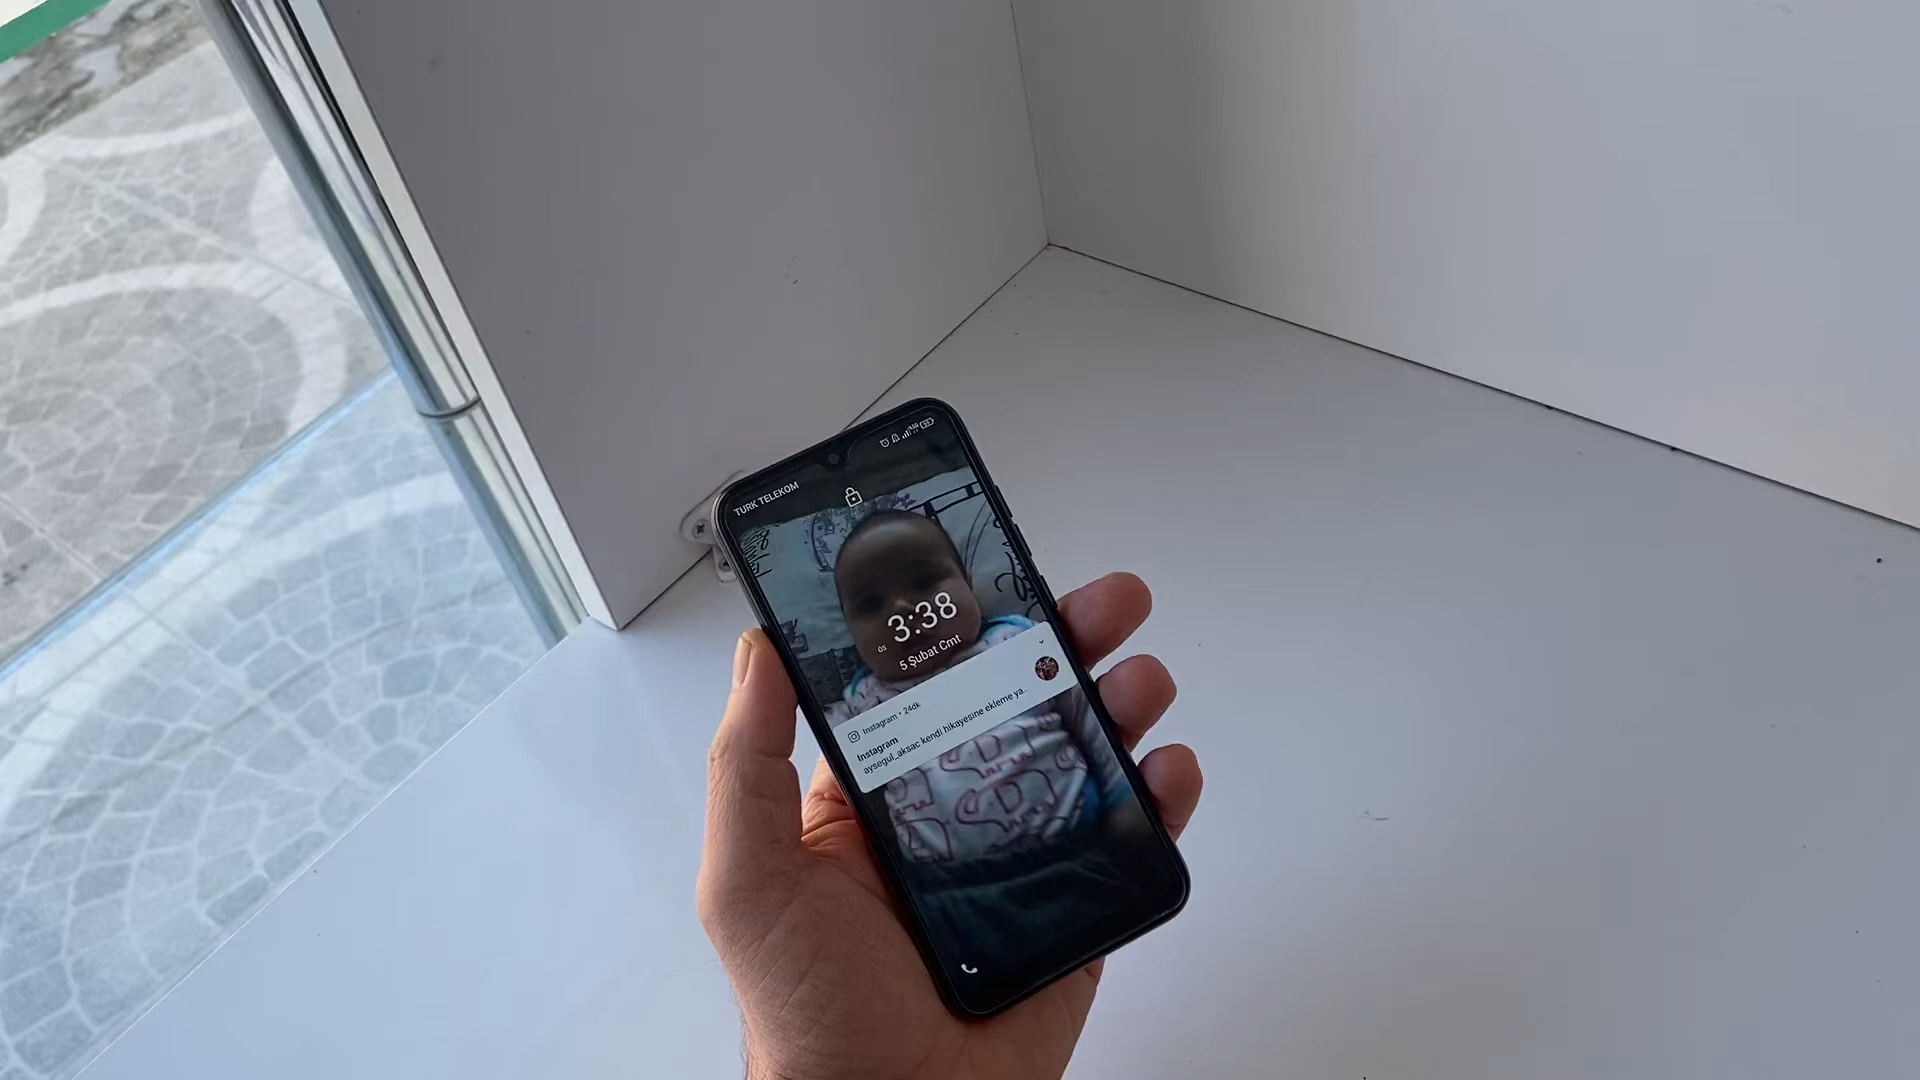 TURK TELEKOM
ÖS 3:38
5 Şubat Cmt
Instagram • 24dk
Instagram
aysegul_aksac kendi hikayesine ekleme ya...